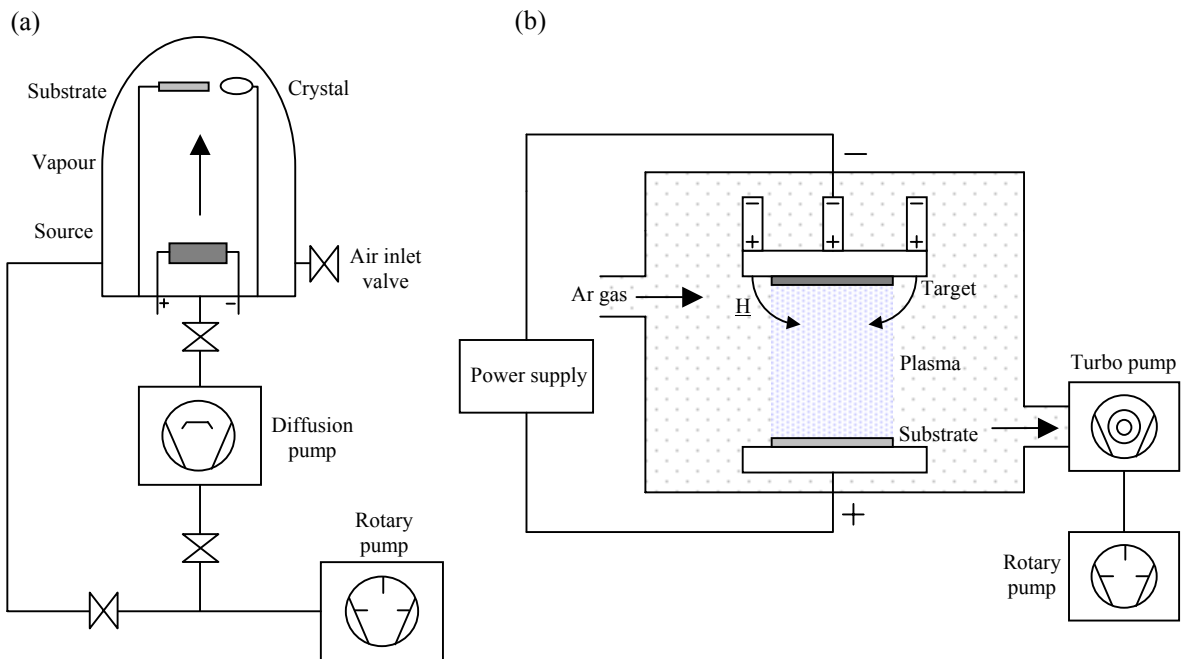 (a)
Substrate
Crystal
Vapour
Source
+
−
Air inlet
valve
Diffusion
pump
Rotary
pump
(b)
−
−
−
−
+
+
+
Ar gas
H
Target
Power supply
Plasma
Substrate
+
Turbo pump
Rotary
pump